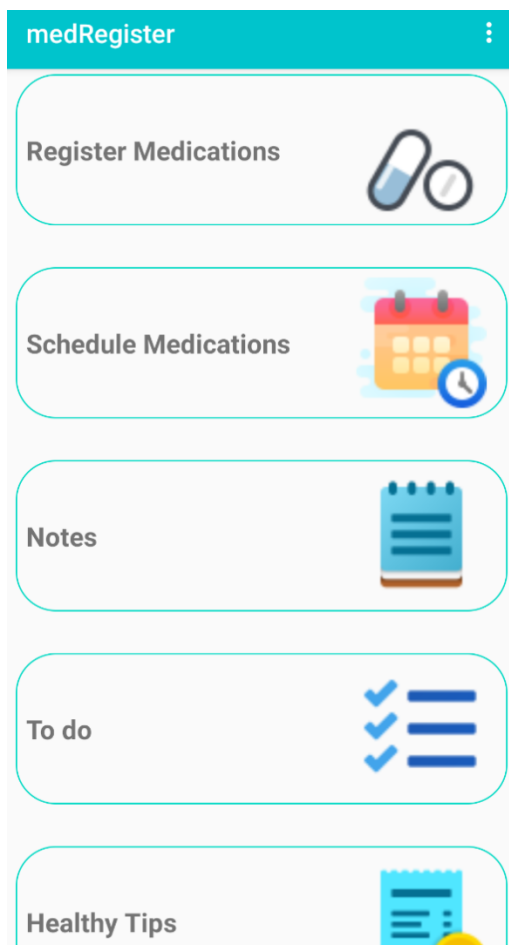 medRegister
Register Medications
Schedule Medications
Notes
To do
Healthy Tips